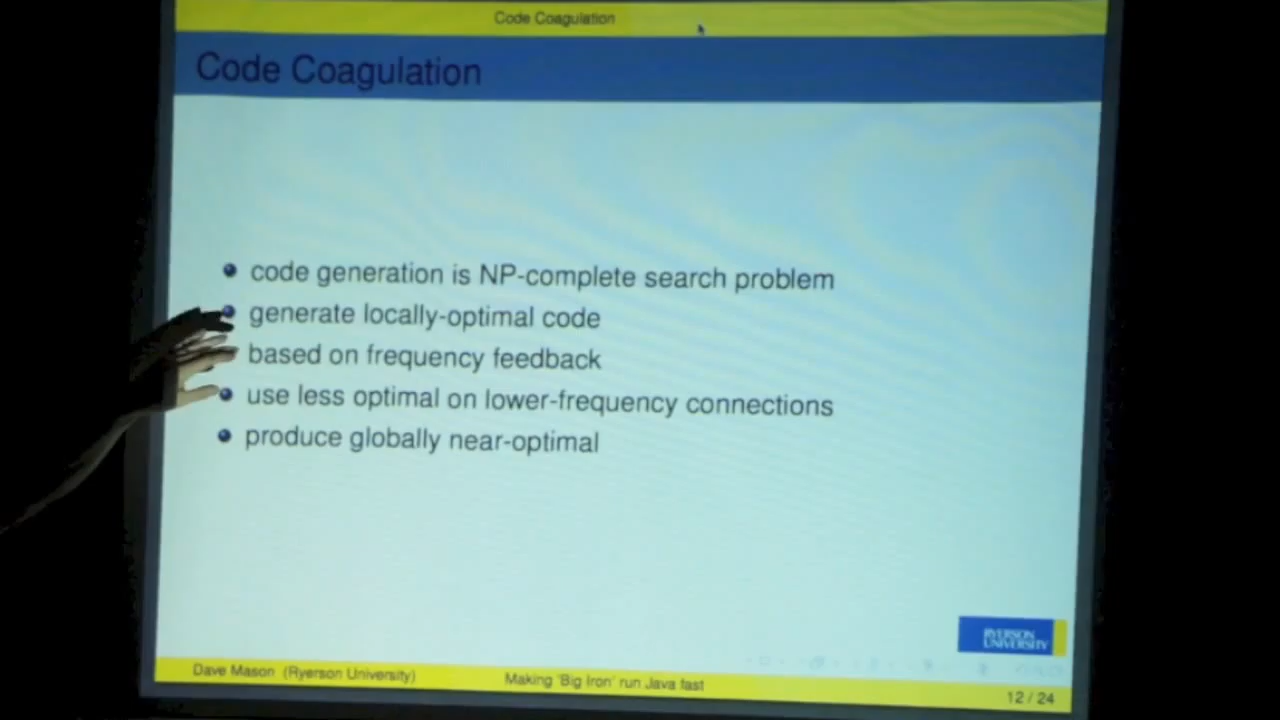 Code Coagulation
Code Coagulation
code generation is NP-complete search problem
generate locally-optimal code
based on frequency feedback
use less optimal on lower-frequency connections
produce globally near-optimal
RYERSON
UNIVERSITY
Dave Mason (Ryerson University)
Making 'Big Iron' run Java fast
12 / 24